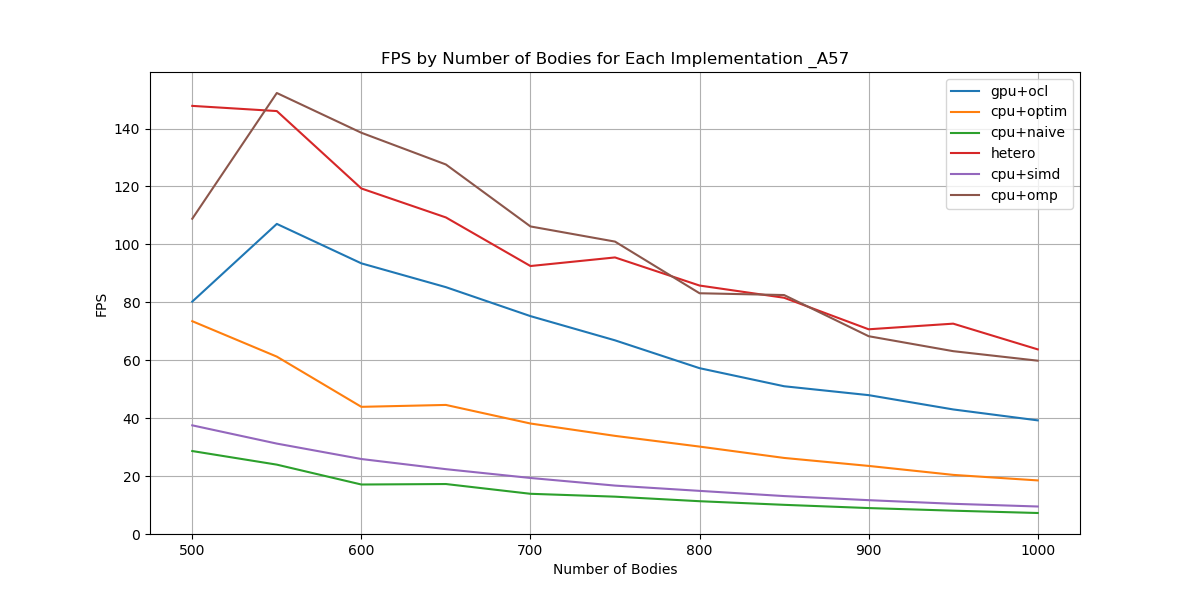 FPS by Number of Bodies for Each Implementation _A57
gpu+ocl
cpu+optim
cpu+naive
hetero
cpu+simd
cpu+omp
FPS
140
120
100
80
60
40
20
0
500 600 700 800 900 1000
Number of Bodies